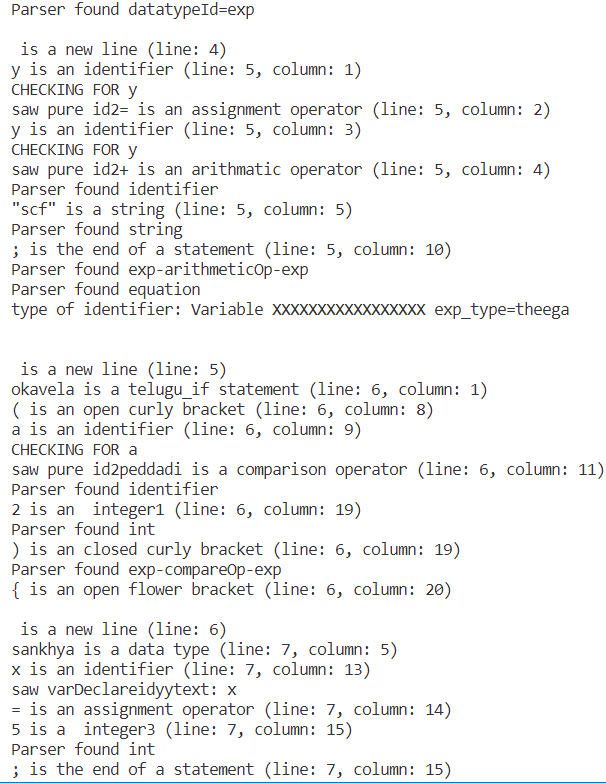 Parser found datatypeId=exp
is a new line (line: 4)
y is an identifier (line: 5, column: 1)
CHECKING FOR y
saw pure id2= is an assignment operator (line: 5, column: 2)
y is an identifier (line: 5, column: 3)
CHECKING FOR y
saw pure id2+ is an arithmatic operator (line: 5, column: 4)
Parser found identifier
"scf" is a string (line: 5, column: 5)
Parser found string
; is the end of a statement (line: 5, column: 10)
Parser found exp-arithmeticOp-exp
Parser found equation
type of identifier: Variable XXXXXXXXXXXXXXXXX exp_type=theega
is a new line (line: 5)
okavela is a telugu_if statement (line: 6, column: 1)
( is an open curly bracket (line: 6, column: 8)
a is an identifier (line: 6, column: 9)
CHECKING FOR a
saw pure id2peddadi is a comparison operator (line: 6, column: 11)
Parser found identifier
2 is an  integer1 (line: 6, column: 19)
Parser found int
) is an closed curly bracket (line: 6, column: 19)
Parser found exp-compareOp-exp
{ is an open flower bracket (line: 6, column: 20)
is a new line (line: 6)
sankhya is a data type (line: 7, column: 5)
x is an identifier (line: 7, column: 13)
saw varDeclareidyytext: x
= is an assignment operator (line: 7, column: 14)
5 is a  integer3 (line: 7, column: 15)
Parser found int
; is the end of a statement (line: 7, column: 15)